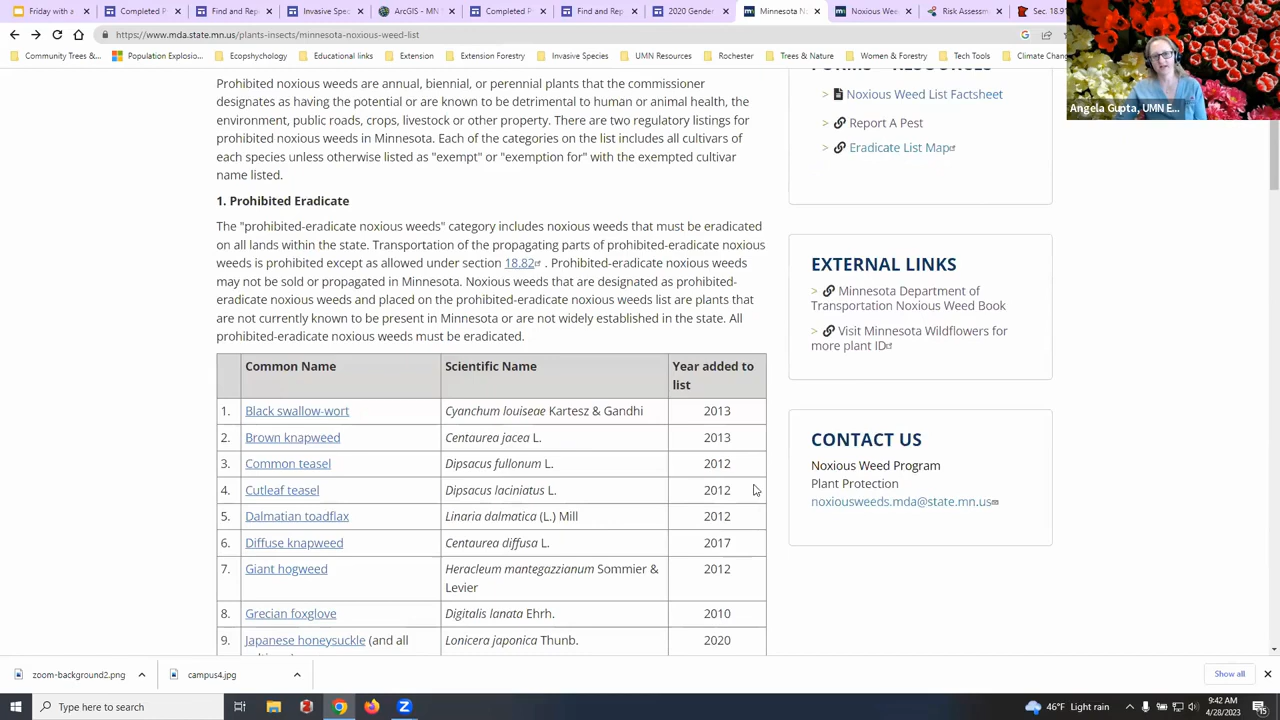 Friday with a
Completed P
Find and Rep
Invasive Spec
ArcGIS - MN
Completed P
Find and Rep
2020 Gender
Minnesota No
Noxious Wee
Risk Assessm
Sec. 18.91
https://www.mda.state.mn.us/plants-insects/minnesota-noxious-weed-list
Community Trees &...
Population Explosio...
Ecopshychology
Educational links
Extension
Extension Forestry
Invasive Species
UMN Resources
Rochester
Trees & Nature
Women & Forestry
Tech Tools
Climate Chan
Angela Gupta, UMN E...
Prohibited noxious weeds are annual, biennial, or perennial plants that the commissioner
designates as having the potential or are known to be detrimental to human or animal health, the
environment, public roads, crops, livestock or other property. There are two regulatory listings for
prohibited noxious weeds in Minnesota. Each of the categories on the list includes all cultivars of
each species unless otherwise listed as "exempt" or "exemption for" with the exempted cultivar
name listed.
1. Prohibited Eradicate
The "prohibited-eradicate noxious weeds" category includes noxious weeds that must be eradicated
on all lands within the state. Transportation of the propagating parts of prohibited-eradicate noxious
weeds is prohibited except as allowed under section 18.82 . Prohibited-eradicate noxious weeds
may not be sold or propagated in Minnesota. Noxious weeds that are designated as prohibited-
eradicate noxious weeds and placed on the prohibited-eradicate noxious weeds list are plants that
are not currently known to be present in Minnesota or are not widely established in the state. All
prohibited-eradicate noxious weeds must be eradicated.
Common Name Scientific Name Year added to
list
1. Black swallow-wort Cyanchum louiseae Kartesz & Gandhi 2013
2. Brown knapweed Centaurea jacea L. 2013
3. Common teasel Dipsacus fullonum L. 2012
4. Cutleaf teasel Dipsacus laciniatus L. 2012
5. Dalmatian toadflax Linaria dalmatica (L.) Mill 2012
6. Diffuse knapweed Centaurea diffusa L. 2017
7. Giant hogweed Heracleum mantegazzianum Sommier & 2012
Levier
8. Grecian foxglove Digitalis lanata Ehrh. 2010
9. Japanese honeysuckle (and all Lonicera japonica Thunb. 2020
> Noxious Weed List Factsheet
> Report A Pest
> Eradicate List Map
EXTERNAL LINKS
> Minnesota Department of
Transportation Noxious Weed Book
> Visit Minnesota Wildflowers for
more plant ID
CONTACT US
Noxious Weed Program
Plant Protection
noxiousweeds.mda@state.mn.us
zoom-background2.png
campus4.jpg
Show all
Type here to search
46°F Light rain
9:42 AM
4/28/2023
15